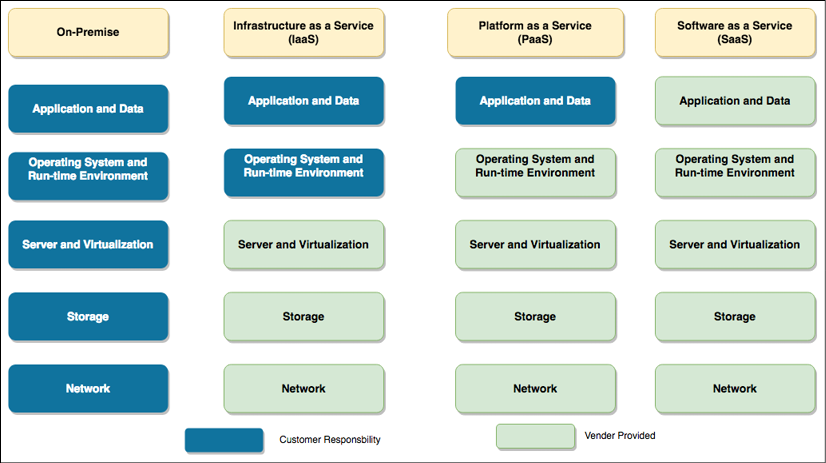 On-Premise
Infrastructure as a Service
(IaaS)
Platform as a Service
(PaaS)
Software as a Service
(SaaS)
Application and Data
Application and Data
Application and Data
Application and Data
Operating System and
Run-time Environment
Operating System and
Run-time Environment
Operating System and
Run-time Environment
Operating System and
Run-time Environment
Server and Virtualization
Server and Virtualization
Server and Virtualization
Server and Virtualization
Storage
Storage
Storage
Storage
Network
Network
Network
Network
Customer Responsbility
Vender Provided